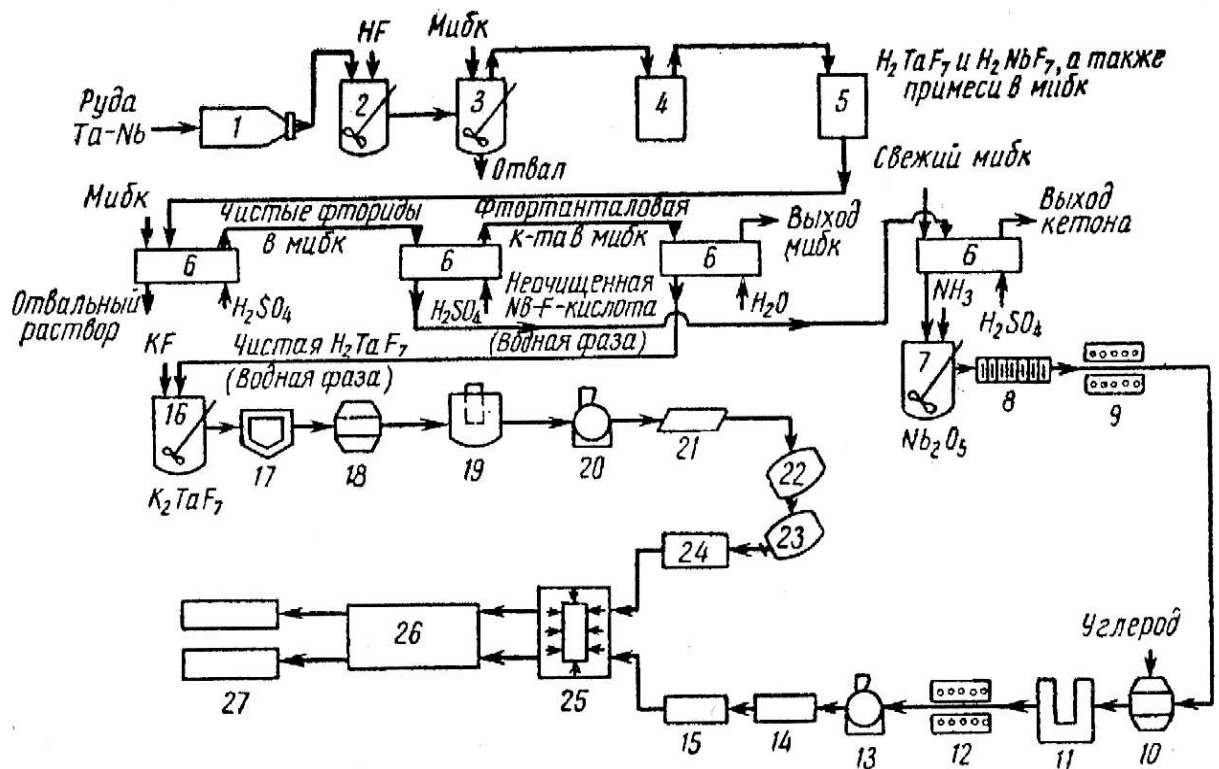 HF
Мибк
Руда
Ta-Nb
1
2
3
4
5
H₂TaF₇ и H₂NbF₇, а также
примеси в мибк
Отвал
Свежий мибк
Мибк
Чистые фториды
в мибк
Фтортанталовая
к-та в мибк
Выход
мибк
Выход
кетона
6
6
6
6
Отвальный
раствор
H₂SO₄
H₂SO₄
Неочищенная
NB-F-кислота
(Водная фаза)
H₂O
NH₃
H₂SO₄
KF
Чистая H₂TaF₇
(Водная фаза)
7
8
9
Nb₂O₅
16
17
18
19
20
21
22
23
K₂TaF₇
24
25
26
27
Углерод
15
14
13
12
11
10